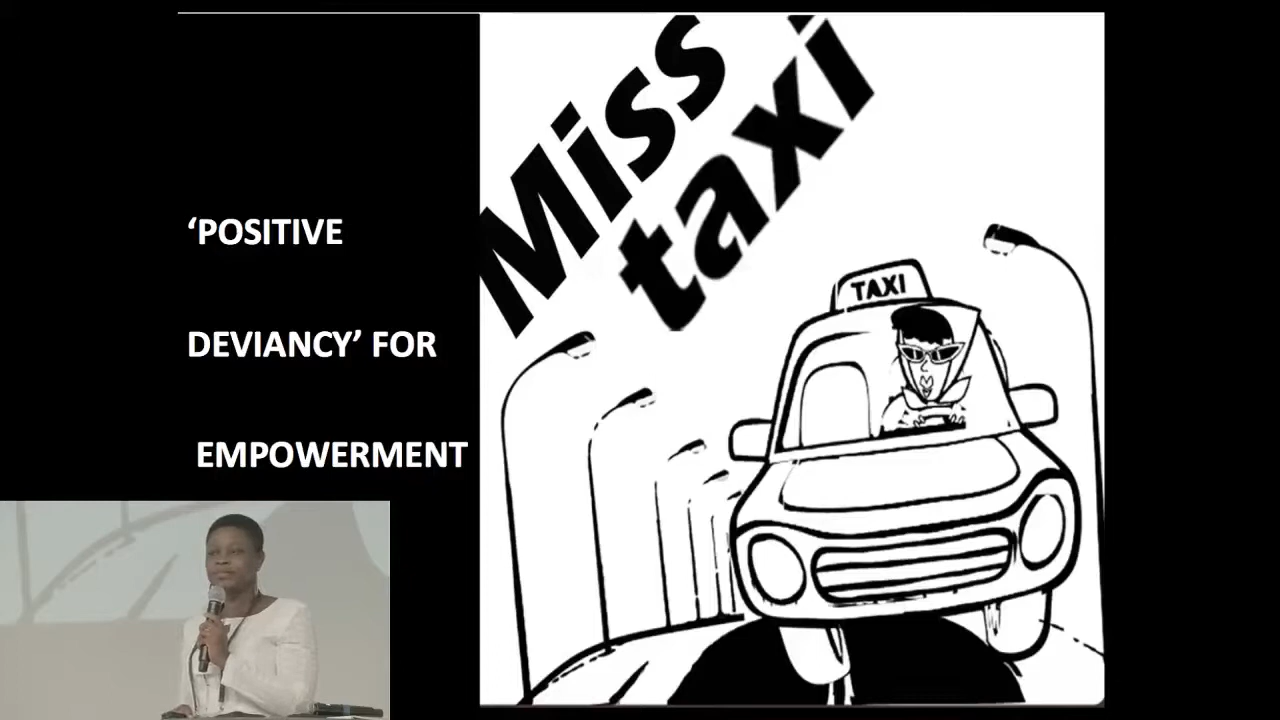 ‘POSITIVE
DEVIANCY’ FOR
EMPOWERMENT
Miss
taxi
TAXI